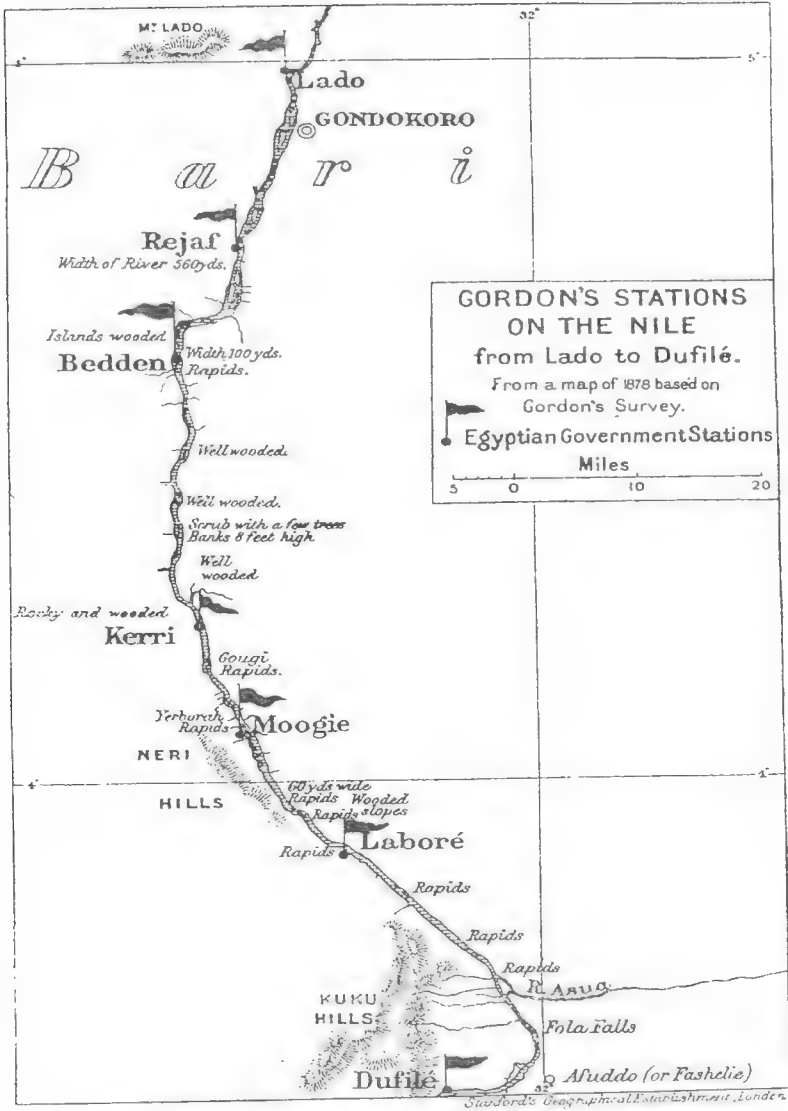 MT. LADO
32°
5°
5°
Lado
GONDOKORO
Bari
Rejaf
Width of River 560yds.
GORDON'S STATIONS
ON THE NILE
from Lado to Dufilé.
From a map of 1878 based on
Gordon's Survey.
Egyptian Government Stations
Miles
5 0 10 20
Islands wooded
Bedden
Width 100 yds.
Rapids.
Well wooded.
Well wooded.
Scrub with a few trees
Banks 8 feet high
Well
wooded
Rocky and wooded
Kerri
Gougi
Rapids.
Yerborah
Rapids
Moogie
NERI
HILLS
4°
4°
60 yds wide
Rapids
Wooded
slopes
Rapids
Laboré
Rapids
Rapids
Rapids
Rapids
R. ASUA
KUKU
HILLS
Fola Falls
Dufilé
Afuddo (or Fashelie)
32°
Stanford's Geographical Establishment, London